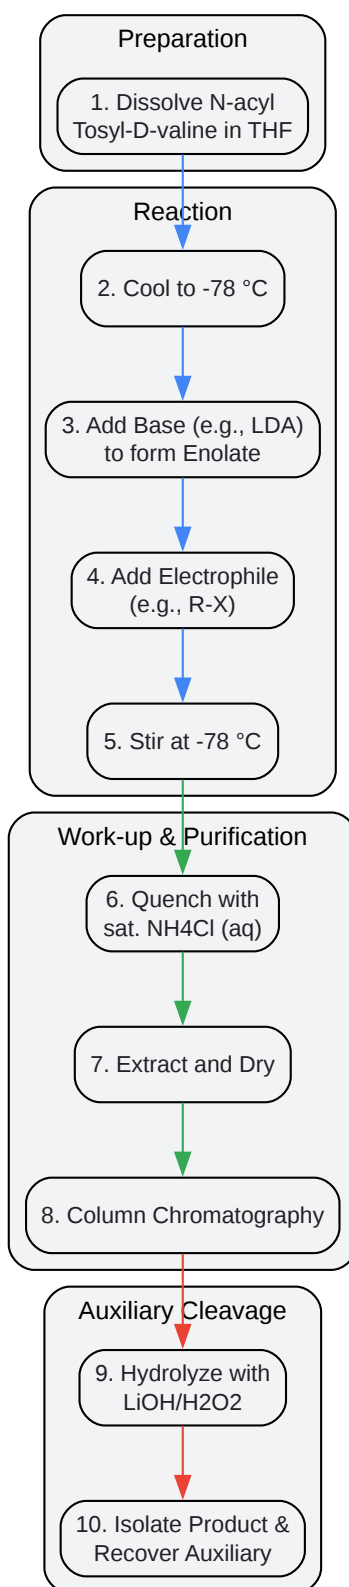 Preparation
1. Dissolve N-acyl
Tosyl-D-valine in THF
Reaction
2. Cool to -78 °C
3. Add Base (e.g., LDA)
to form Enolate
4. Add Electrophile
(e.g., R-X)
5. Stir at -78 °C
Work-up & Purification
6. Quench with
sat. NH4Cl (aq)
7. Extract and Dry
8. Column Chromatography
Auxiliary Cleavage
9. Hydrolyze with
LiOH/H2O2
10. Isolate Product &
Recover Auxiliary